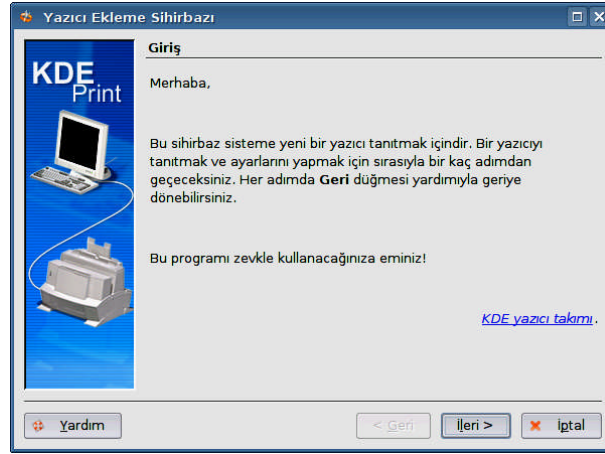 Yazıcı Ekleme Sihirbazı
KDE
Print
Giriş
Merhaba,
Bu sihirbaz sisteme yeni bir yazıcı tanıtmak içindir. Bir yazıcıyı
tanıtmak ve ayarlarını yapmak için sırasıyla bir kaç adımdan
geçeceksiniz. Her adımda Geri düğmesi yardımıyla geriye
dönebilirsiniz.
Bu programı zevkle kullanacağınıza eminiz!
KDE yazıcı takımı.
Yardım
< Geri
İleri >
İptal